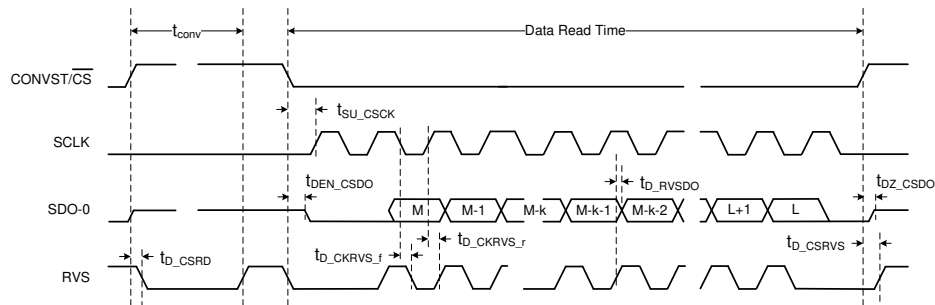 t_conv
Data Read Time
CONVST/CS
t_SU_CSCK
SCLK
t_DEN_CSDO
t_D_RVSDO
t_DZ_CSDO
SDO-0
M M-1 M-k M-k-1 M-k-2 L+1 L
t_D_CSRD
t_D_CKRVS_f
t_D_CKRVS_r
t_D_CSRVS
RVS